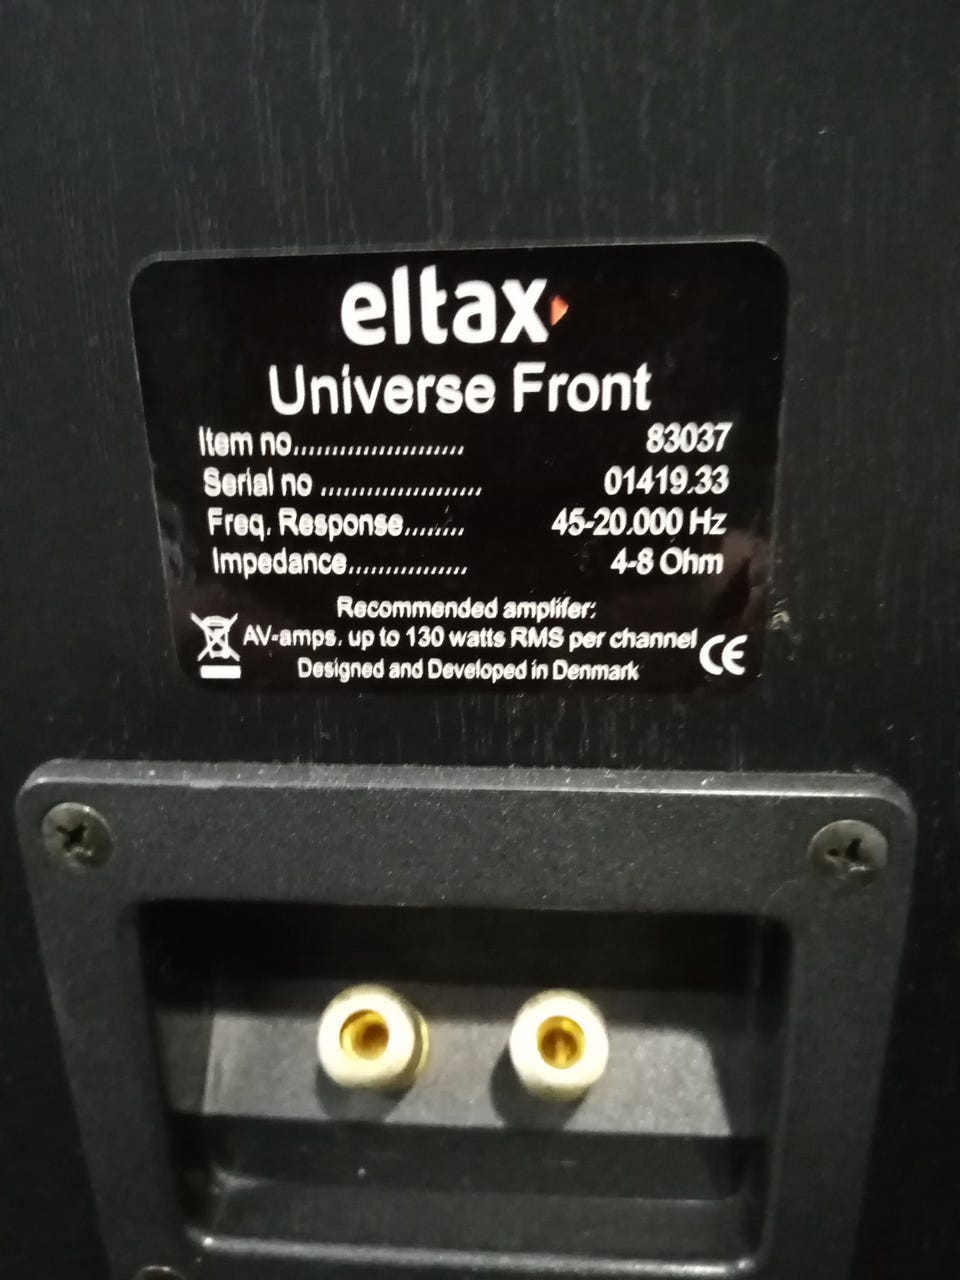 eltax
Universe Front
Item no...................... 83037
Serial no ..................... 01419.33
Freq. Response........ 45-20.000 Hz
Impedance................ 4-8 Ohm
Recommended amplifer:
AV-amps. up to 130 watts RMS per channel
CE
Designed and Developed in Denmark